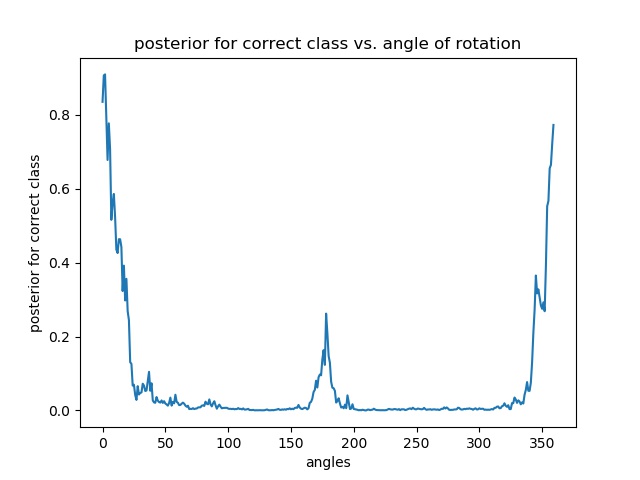 posterior for correct class vs. angle of rotation
posterior for correct class
0.8
0.6
0.4
0.2
0.0
0 50 100 150 200 250 300 350
angles